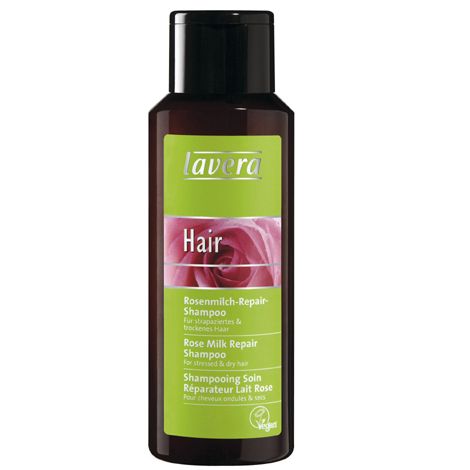 lavera
Hair
Rosenmilch-Repair-
Shampoo
Für strapaziertes &
trockenes Haar
Rose Milk Repair
Shampoo
For stressed & dry hair
Shampooing Soin
Réparateur Lait Rose
Pour cheveux ondulés & secs
Vegan